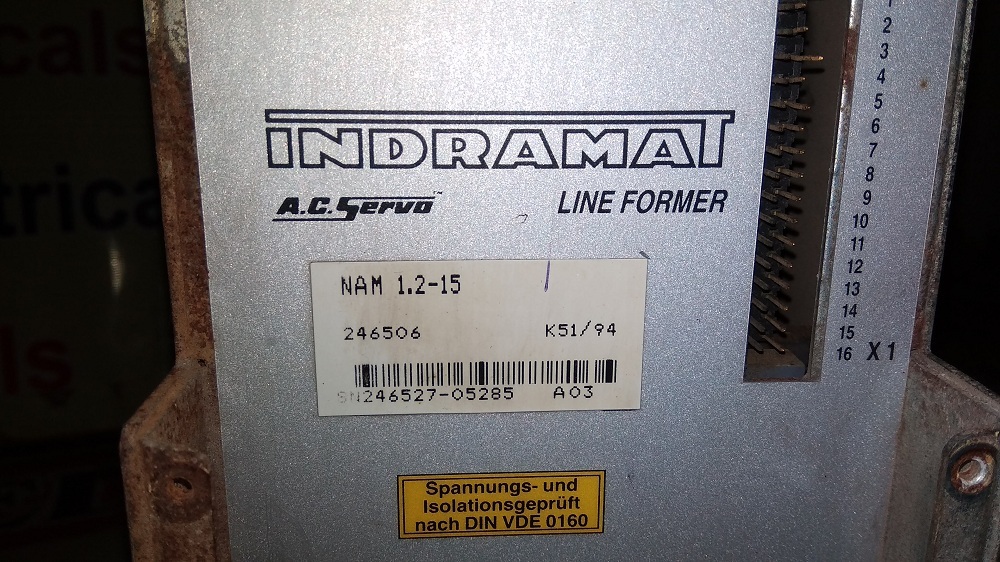 INDRAMAT
A.C. Servo™
LINE FORMER
NAM 1.2-15
246506
K51/94
SN246527-05285
A03
Spannungs- und
Isolationsgeprüft
nach DIN VDE 0160
1
2
3
4
5
6
7
8
9
10
11
12
13
14
15
16 X1